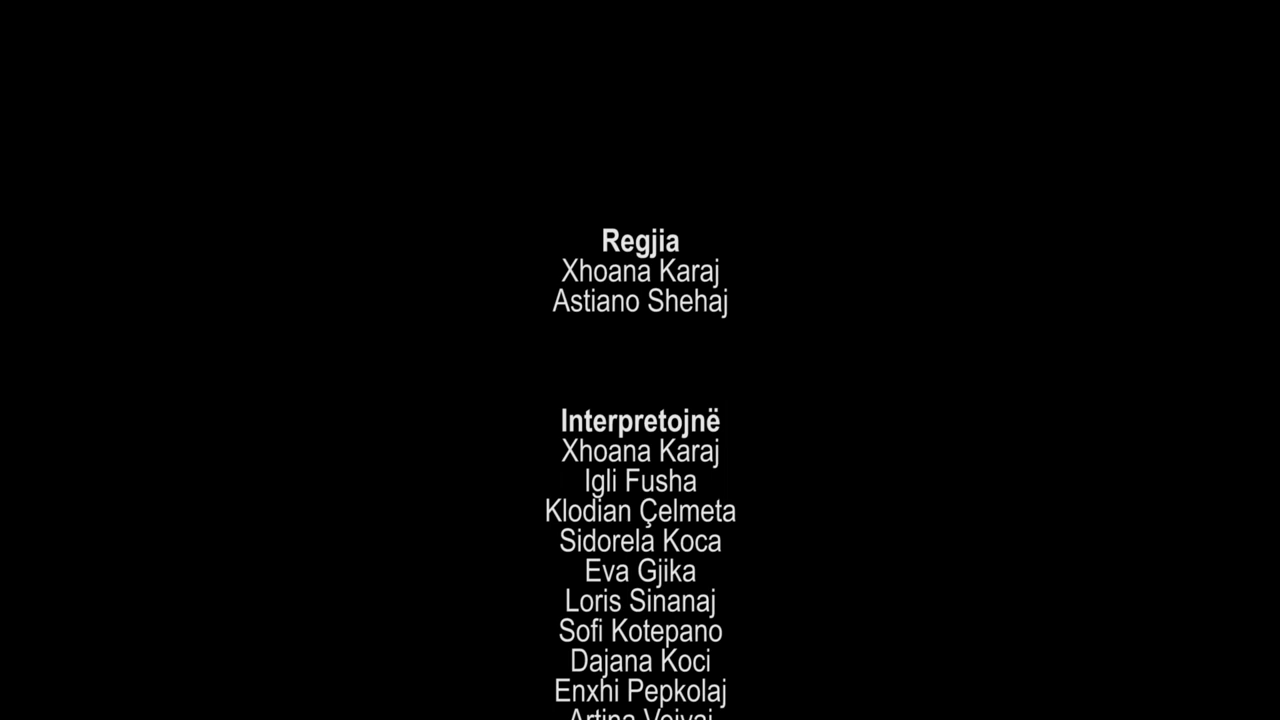 Regjia
Xhoana Karaj
Astiano Shehaj
Interpretojnë
Xhoana Karaj
Igli Fusha
Klodian Çelmeta
Sidorela Koca
Eva Gjika
Loris Sinanaj
Sofi Kotepano
Dajana Koci
Enxhi Pepkolaj